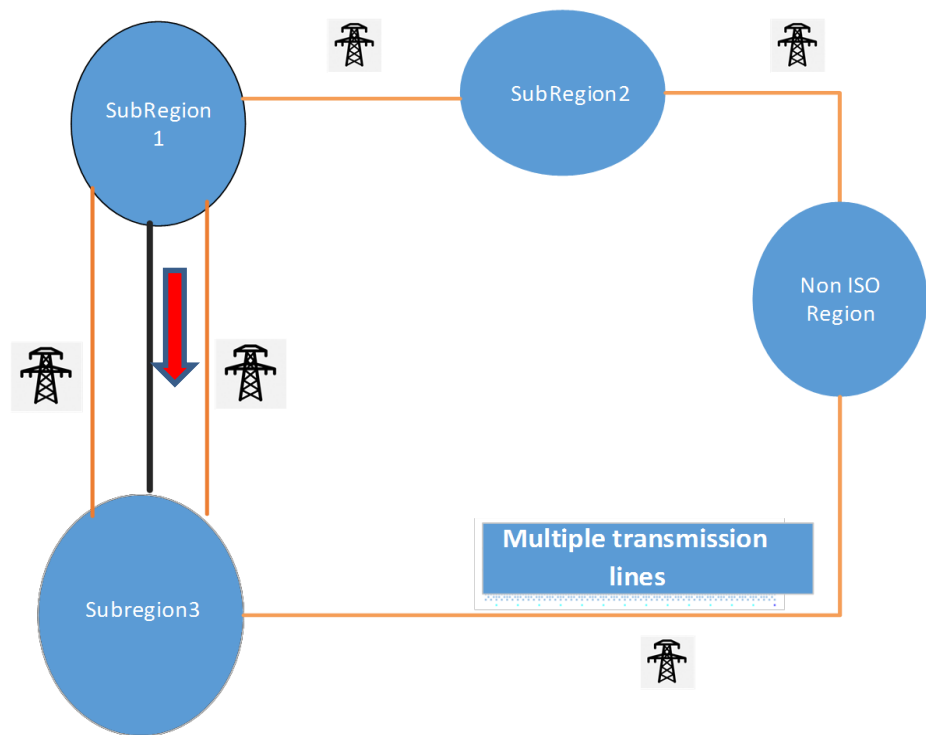 SubRegion
1
SubRegion2
Non ISO
Region
Multiple transmission
lines
Subregion3